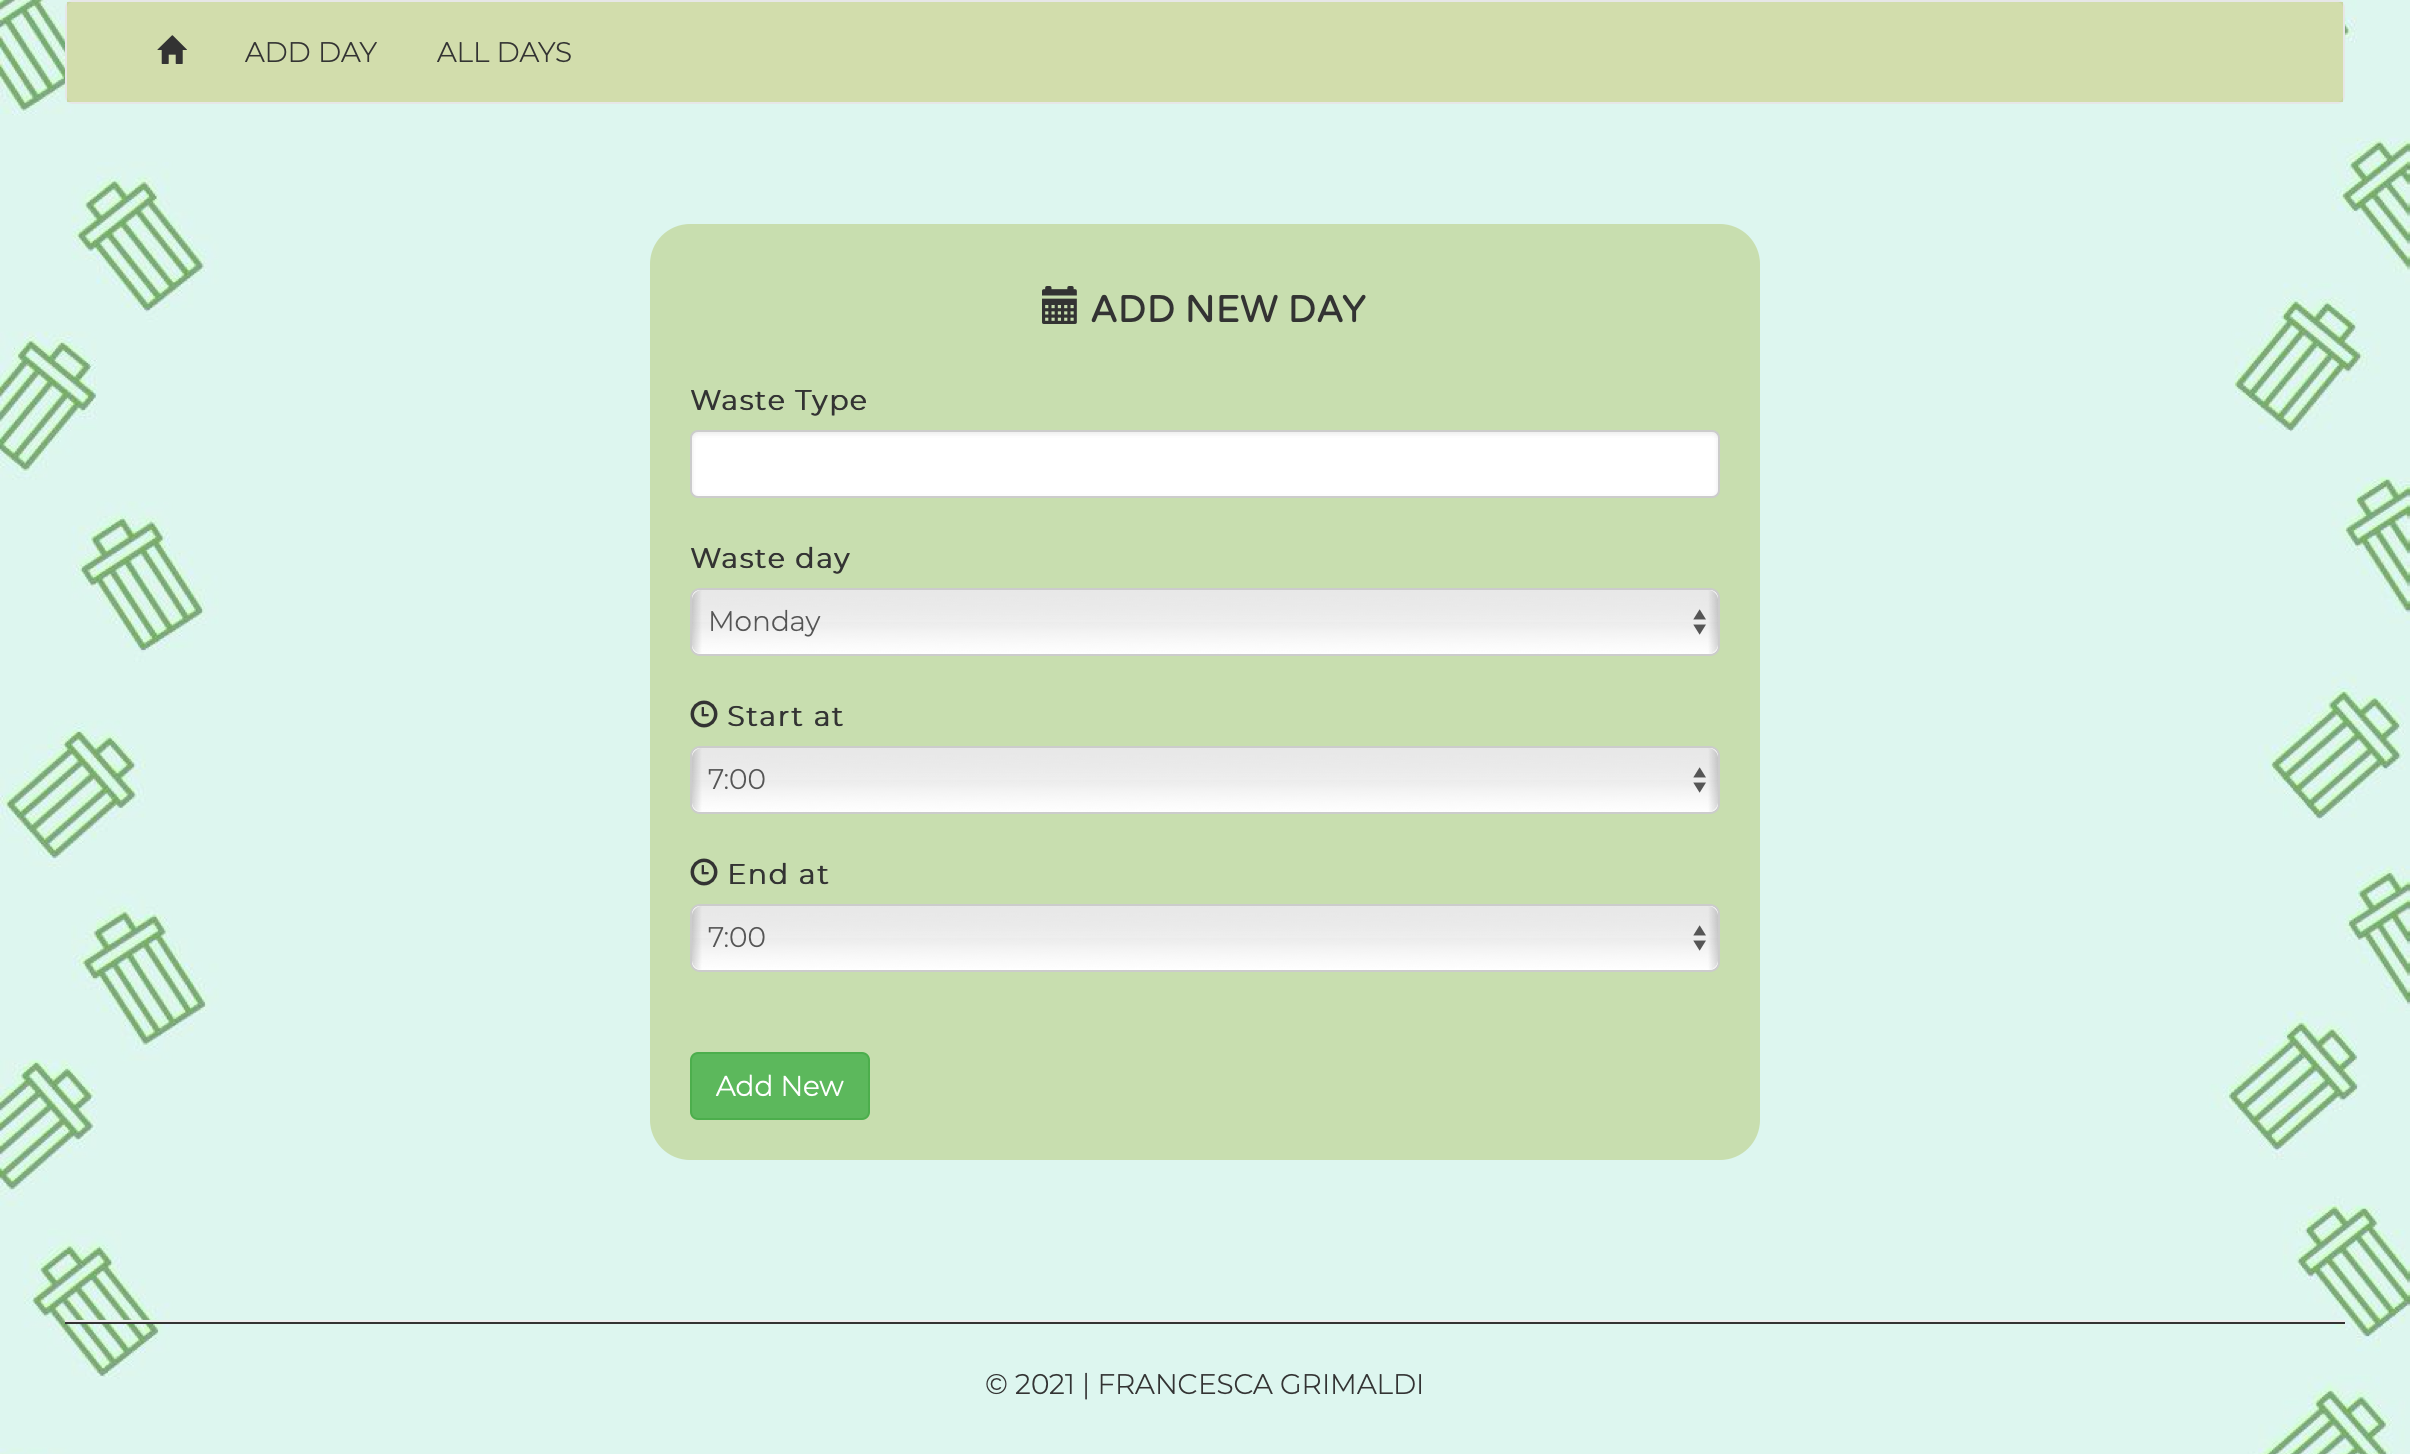 ADD DAY ALL DAYS
ADD NEW DAY
Waste Type
Waste day
Monday
Start at
7:00
End at
7:00
Add New
© 2021 | FRANCESCA GRIMALDI